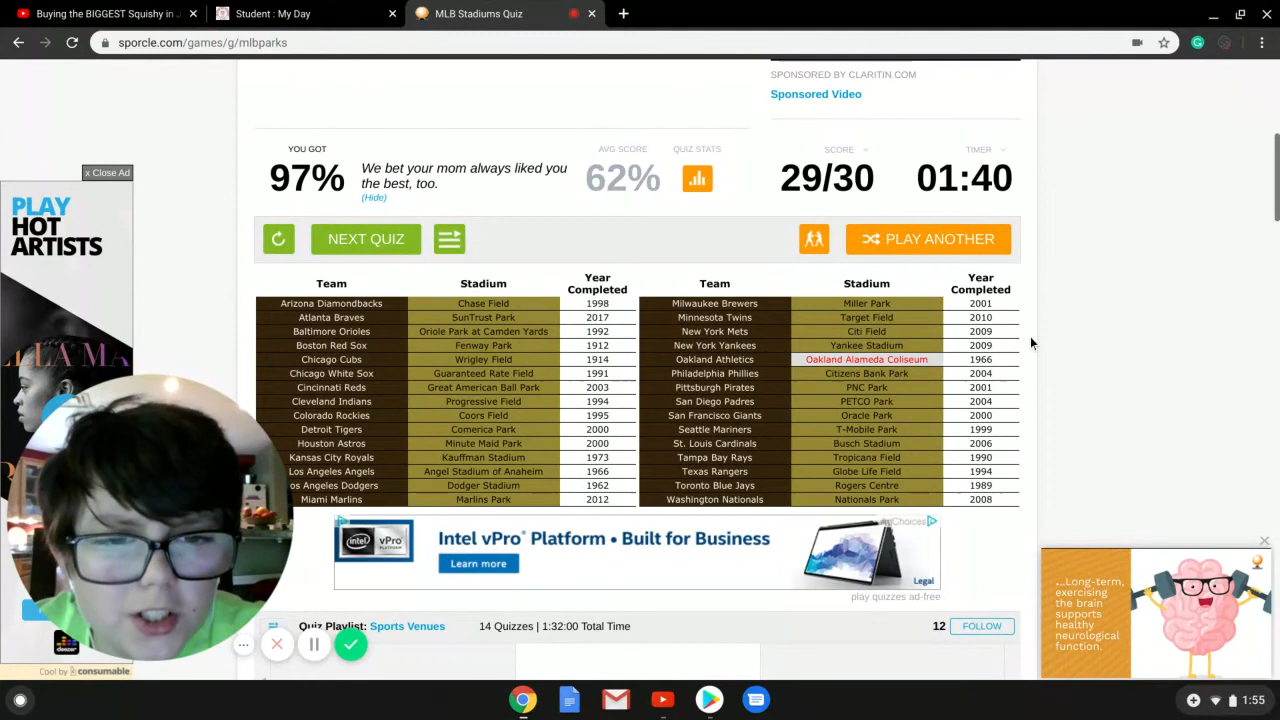 Buying the BIGGEST Squishy in
Student : My Day
MLB Stadiums Quiz
sporcle.com/games/g/mlbparks
SPONSORED BY CLARITIN.COM
Sponsored Video
YOU GOT
97%
We bet your mom always liked you
the best, too.
(Hide)
AVG SCORE
62%
QUIZ STATS
SCORE
29/30
TIMER
01:40
x Close Ad
PLAY
HOT
ARTISTS
NEXT QUIZ
PLAY ANOTHER
Team Stadium Year Completed Team Stadium Year Completed
Arizona Diamondbacks Chase Field 1998 Milwaukee Brewers Miller Park 2001
Atlanta Braves SunTrust Park 2017 Minnesota Twins Target Field 2010
Baltimore Orioles Oriole Park at Camden Yards 1992 New York Mets Citi Field 2009
Boston Red Sox Fenway Park 1912 New York Yankees Yankee Stadium 2009
Chicago Cubs Wrigley Field 1914 Oakland Athletics Oakland Alameda Coliseum 1966
Chicago White Sox Guaranteed Rate Field 1991 Philadelphia Phillies Citizens Bank Park 2004
Cincinnati Reds Great American Ball Park 2003 Pittsburgh Pirates PNC Park 2001
Cleveland Indians Progressive Field 1994 San Diego Padres PETCO Park 2004
Colorado Rockies Coors Field 1995 San Francisco Giants Oracle Park 2000
Detroit Tigers Comerica Park 2000 Seattle Mariners T-Mobile Park 1999
Houston Astros Minute Maid Park 2000 St. Louis Cardinals Busch Stadium 2006
Kansas City Royals Kauffman Stadium 1973 Tampa Bay Rays Tropicana Field 1990
Los Angeles Angels Angel Stadium of Anaheim 1966 Texas Rangers Globe Life Field 1994
os Angeles Dodgers Dodger Stadium 1962 Toronto Blue Jays Rogers Centre 1989
Miami Marlins Marlins Park 2012 Washington Nationals Nationals Park 2008
intel vPro
Intel vPro® Platform • Built for Business
Learn more
AdChoices
Legal
play quizzes ad-free
Quiz Playlist: Sports Venues 14 Quizzes | 1:32:00 Total Time 12 FOLLOW
...Long-term,
exercising
the brain
supports
healthy
neurological
function.
deezer
Cool by consumable.
1:55